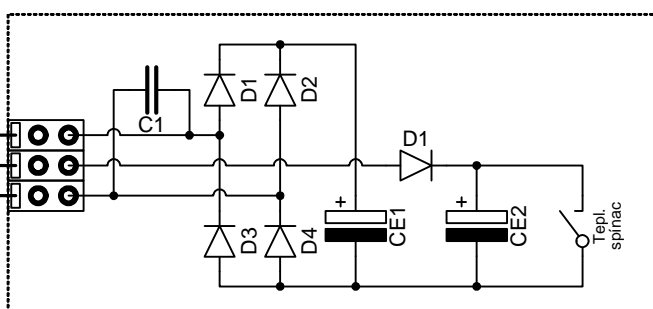 D1
D2
C1
D1
+
CE1
+
CE2
Tepl.
spínac
D3
D4